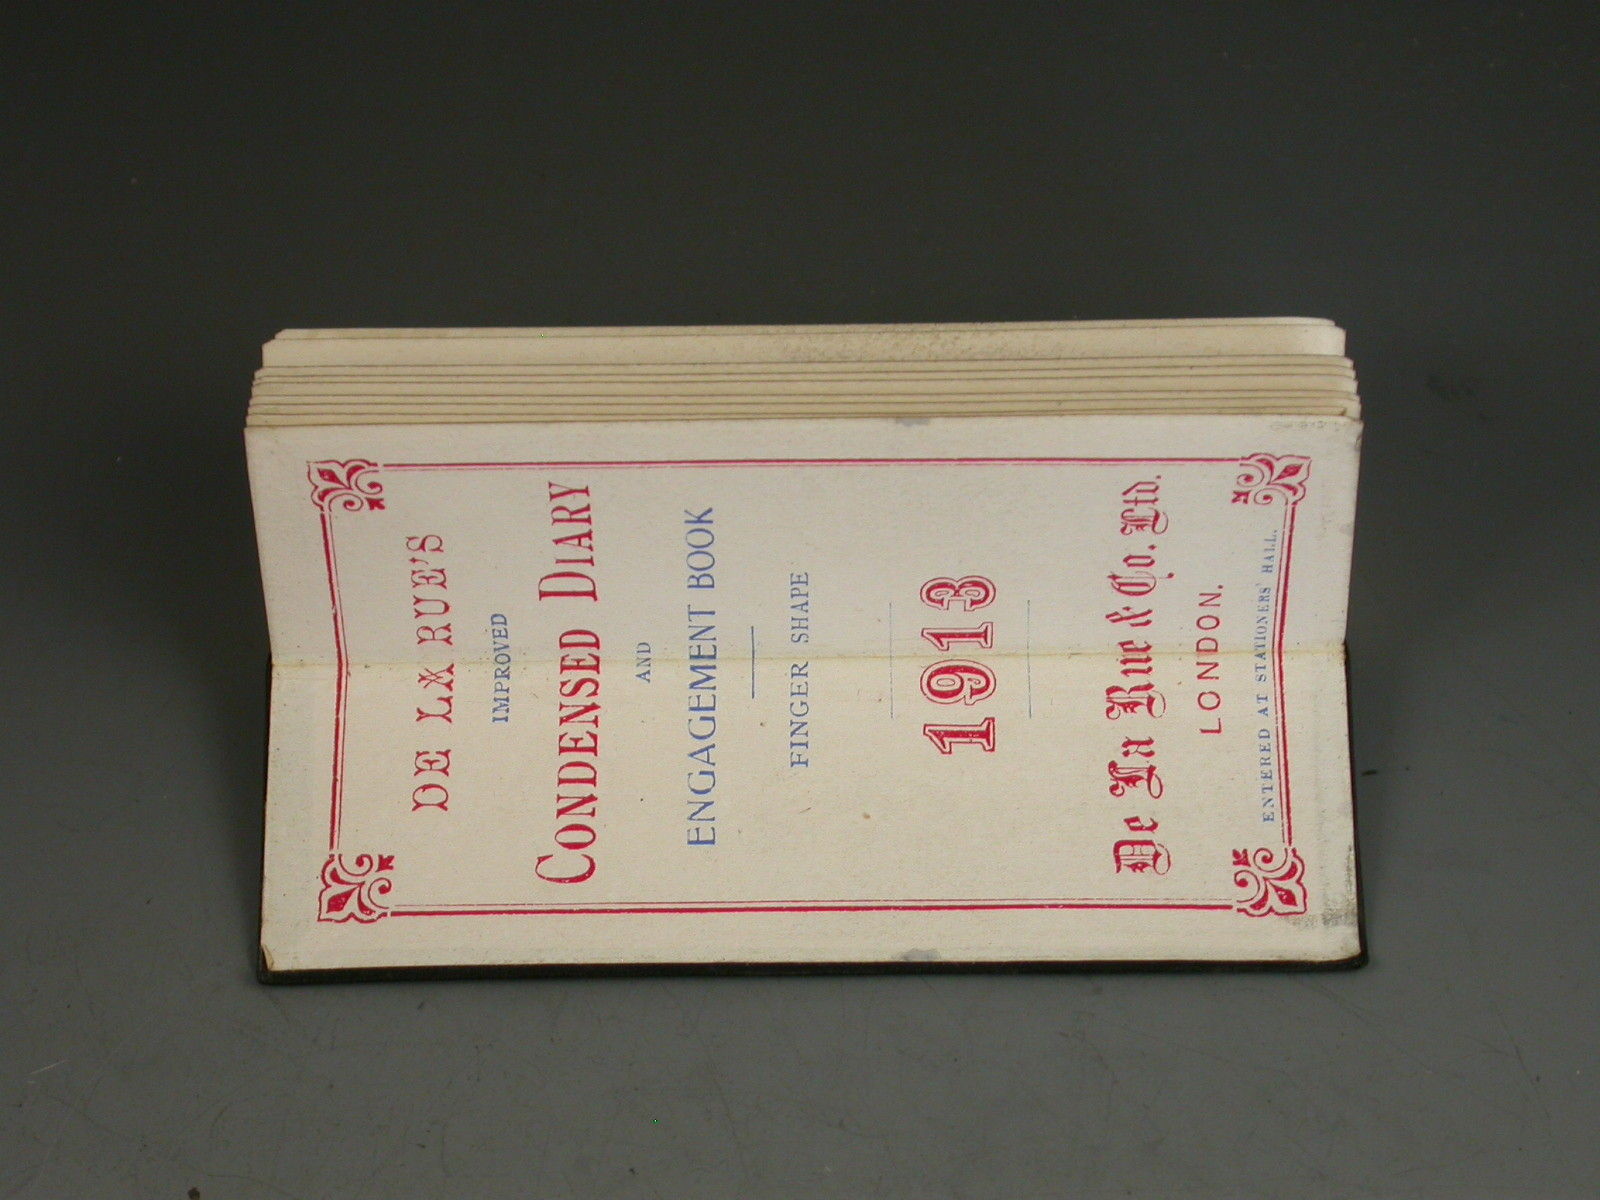 DE LA RUE'S
IMPROVED
CONDENSED DIARY
AND
ENGAGEMENT BOOK
FINGER SHAPE
1913
De La Rue & Co. Ltd.
LONDON.
ENTERED AT STATIONERS' HALL.